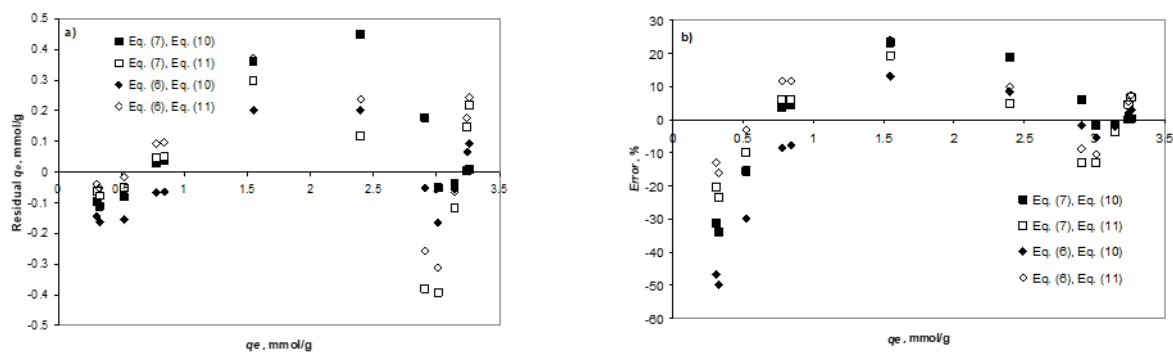 a)
Residual qe, mmol/g
0.5
0.4
0.3
0.2
0.1
0
-0.1
-0.2
-0.3
-0.4
-0.5
0 0.5 1 1.5 2 2.5 3 3.5
qe, mmol/g
Eq. (7), Eq. (10)
Eq. (7), Eq. (11)
Eq. (6), Eq. (10)
Eq. (6), Eq. (11)
b)
Error, %
30
20
10
0
-10
-20
-30
-40
-50
-60
0 0.5 1 1.5 2 2.5 3 3.5
qe, mmol/g
Eq. (7), Eq. (10)
Eq. (7), Eq. (11)
Eq. (6), Eq. (10)
Eq. (6), Eq. (11)